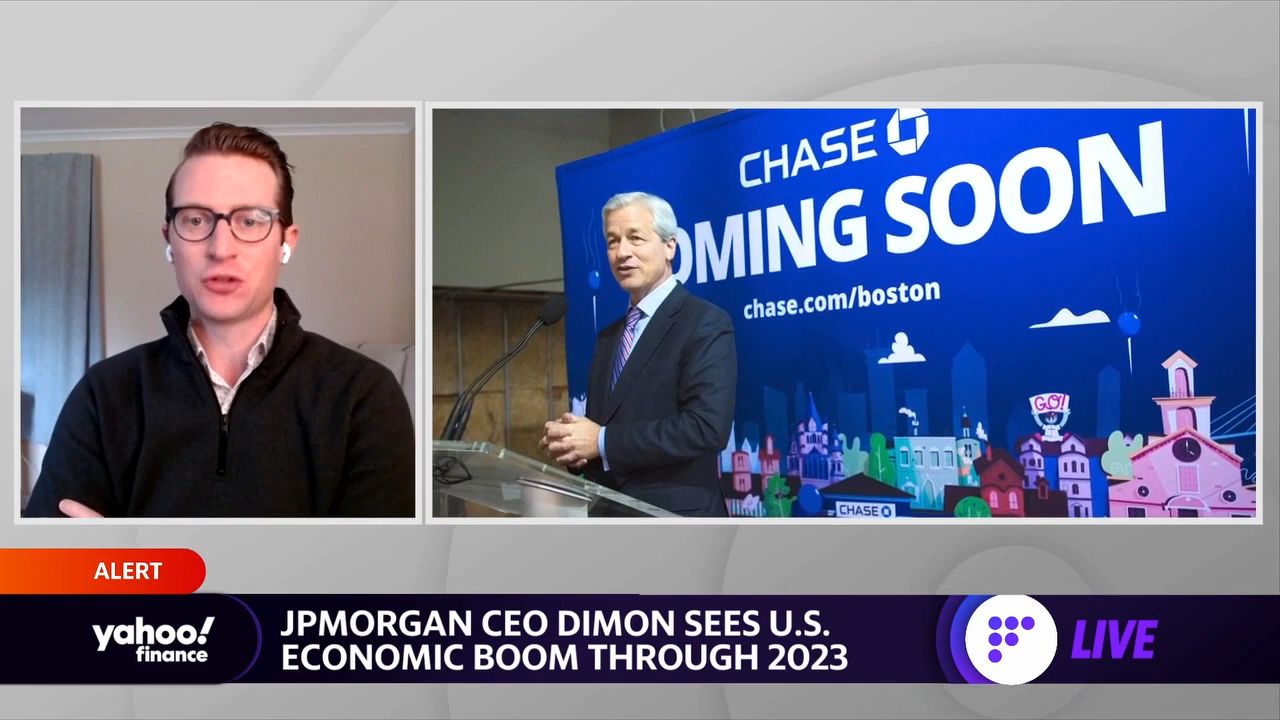 CHASE
COMING SOON
chase.com/boston
GO!
CHASE
ALERT
yahoo!
finance
JPMORGAN CEO DIMON SEES U.S.
ECONOMIC BOOM THROUGH 2023
LIVE